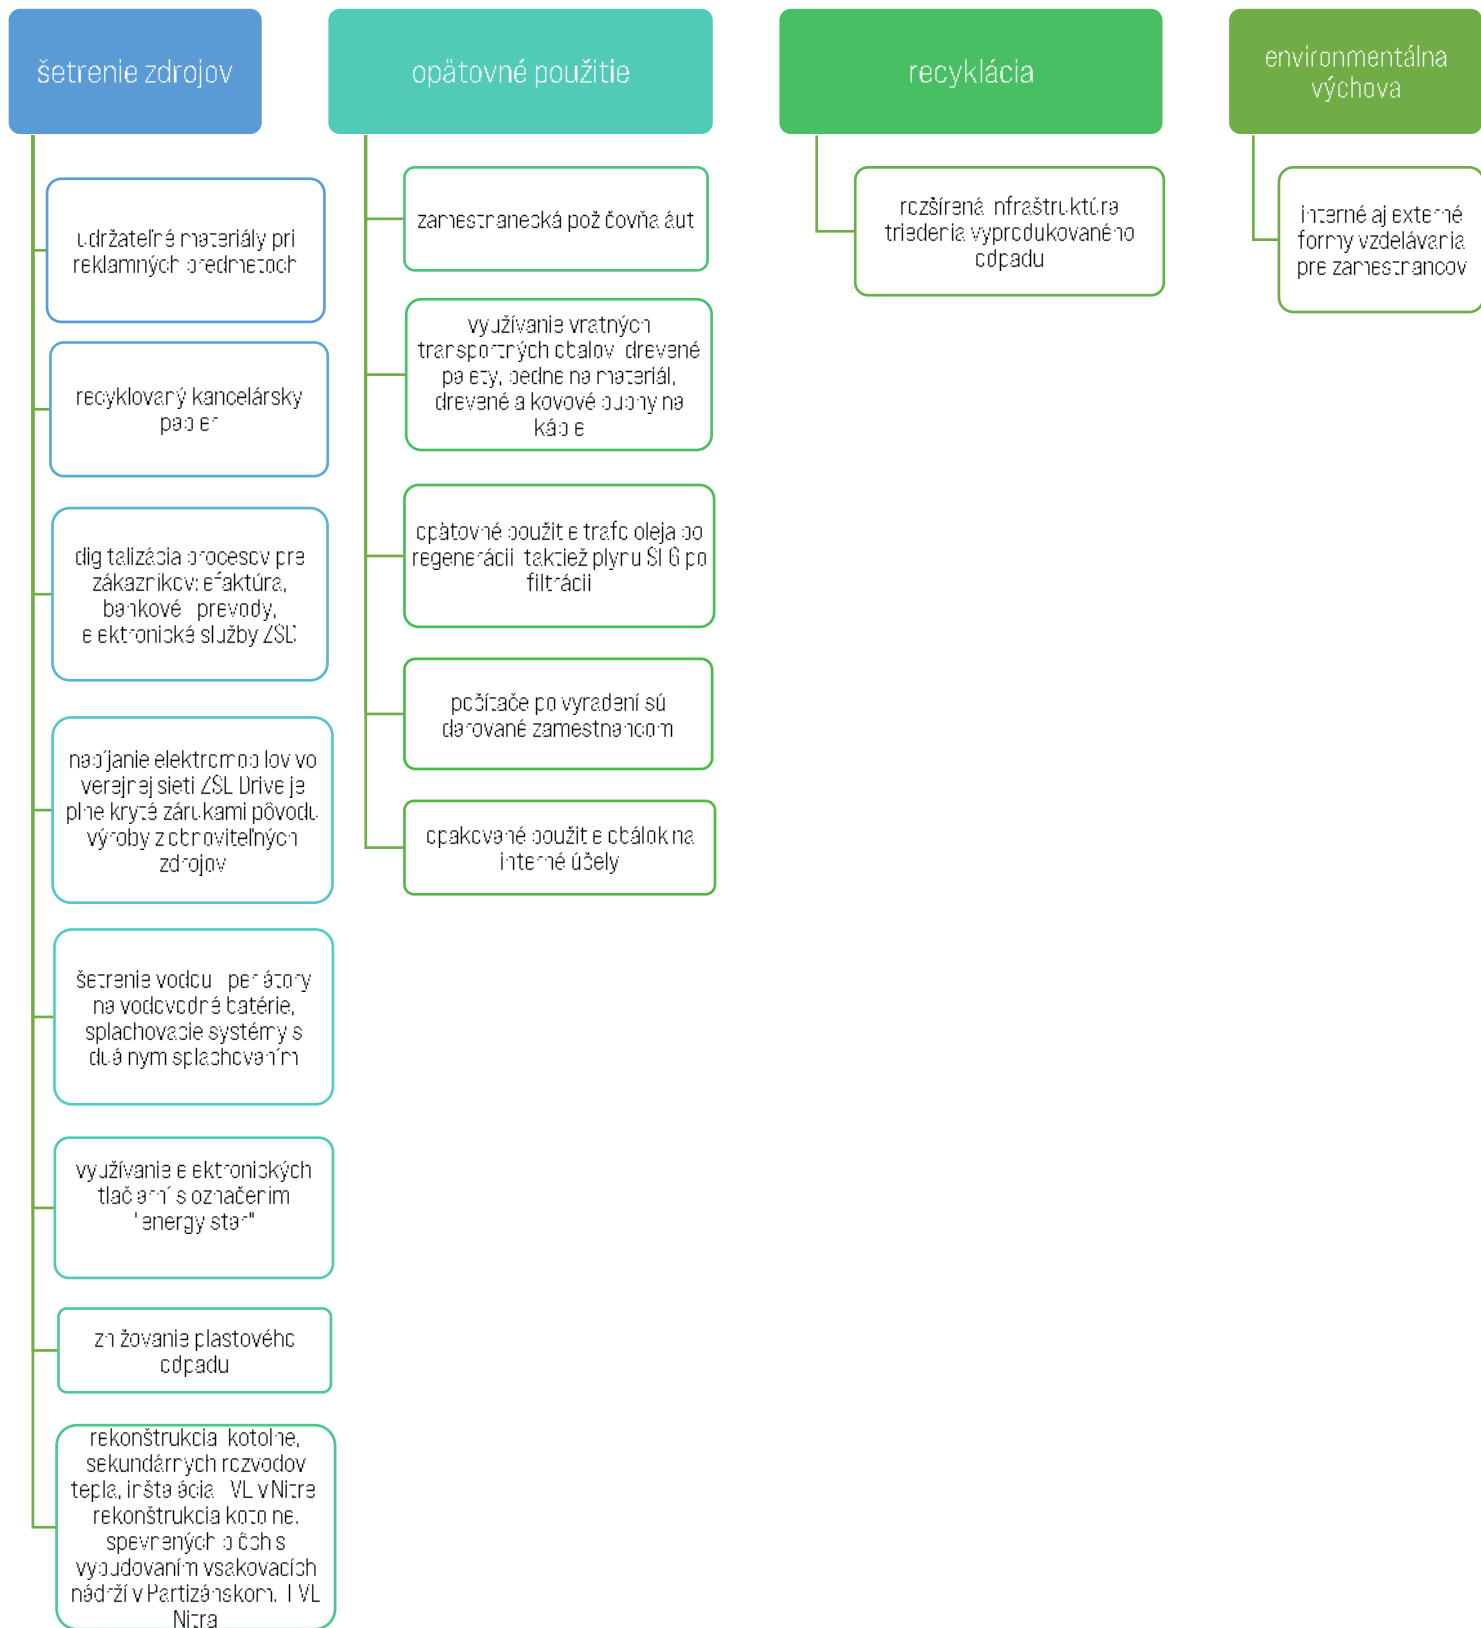 šetrenie zdrojov
udržateľné materiály pri
reklamných predmetoch
recyklovaný kancelársky
papier
digitalizácia procesov pre
zákazníkov: efaktúra,
bankové prevody,
elektronické služby ZSD
nabíjanie elektromobilov vo
verejnej sieti ZSE Drive je
plne kryté zárukami pôvodu
výroby z obnoviteľných
zdrojov
šetrenie vodou perlátory
na vodovodné batérie,
splachovacie systémy s
duálnym splachovaním
využívanie elektronických
tlačiarní s označením
"energy star"
znižovanie plastového
odpadu
rekonštrukcia kotolne,
sekundárnych rozvodov
tepla, inštalácia v Nitre
rekonštrukcia kotolne,
spevnených plôch s
vybudovaním vsakovacích
nádrží v Partizánskom,
Nitra
opätovné použitie
zamestnanecká požičovňa áut
využívanie vratných
transportných obalov drevené
palety, bedne na materiál,
drevené a kovové bubny na
káble
opätovné použitie trafo oleja po
regenerácii taktiež plynu SF6 po
filtrácii
počítače po vyradení sú
darované zamestnancom
opakované použitie obálok na
interné účely
recyklácia
rozšírená infraštruktúra
triedenia vyprodukovaného
odpadu
environmentálna
výchova
interné aj externé
formy vzdelávania
pre zamestnancov